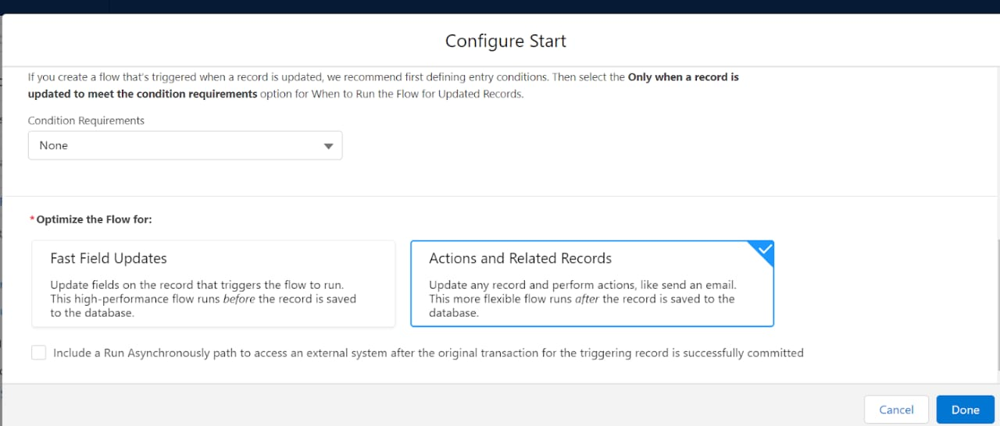 Configure Start
If you create a flow that's triggered when a record is updated, we recommend first defining entry conditions. Then select the Only when a record is
updated to meet the condition requirements option for When to Run the Flow for Updated Records.
Condition Requirements
None
*Optimize the Flow for:
Fast Field Updates
Update fields on the record that triggers the flow to run.
This high-performance flow runs before the record is saved
to the database.
Actions and Related Records
Update any record and perform actions, like send an email.
This more flexible flow runs after the record is saved to the
database.
Include a Run Asynchronously path to access an external system after the original transaction for the triggering record is successfully committed
Cancel
Done